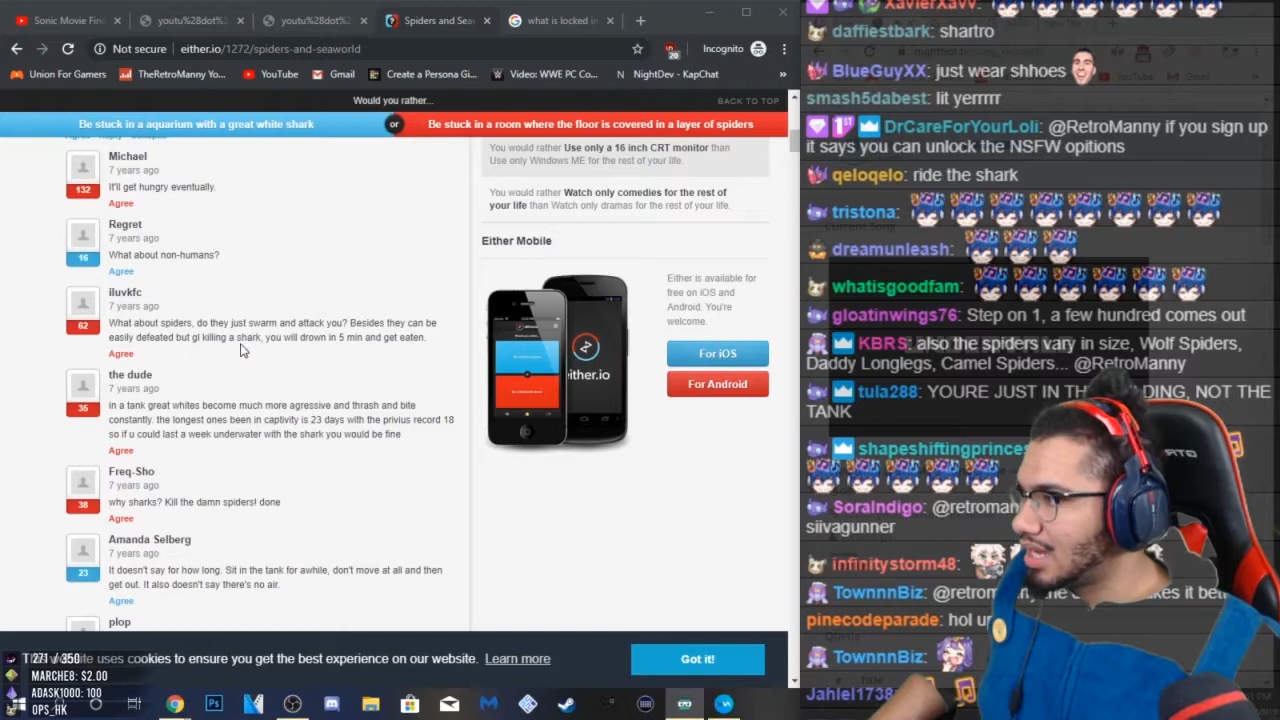 Sonic Movie Fin
youtu%28dot%
youtu%28dot%
Spiders and Sea
what is locked in
Not secure
either.io/1272/spiders-and-seaworld
20
Incognito
Union For Gamers
TheRetroManny Yo...
YouTube
Gmail
Create a Persona Gi...
Video: WWE PC Co...
NightDev - KapChat
Would you rather...
BACK TO TOP
Be stuck in a aquarium with a great white shark
or
Be stuck in a room where the floor is covered in a layer of spiders
Michael
7 years ago
132
It'll get hungry eventually.
Agree
Regret
7 years ago
16
What about non-humans?
Agree
iluvkfc
7 years ago
62
What about spiders, do they just swarm and attack you? Besides they can be
easily defeated but gl killing a shark, you will drown in 5 min and get eaten.
Agree
the dude
7 years ago
35
in a tank great whites become much more agressive and thrash and bite
constantly. the longest ones been in captivity is 23 days with the privius record 18
so if u could last a week underwater with the shark you would be fine
Agree
Freq-Sho
7 years ago
38
why sharks? Kill the damn spiders! done
Agree
Amanda Selberg
7 years ago
23
It doesn't say for how long. Sit in the tank for awhile, don't move at all and then
get out. It also doesn't say there's no air.
Agree
plop
You would rather Use only a 16 inch CRT monitor than
Use only Windows ME for the rest of your life.
You would rather Watch only comedies for the rest of
your life than Watch only dramas for the rest of your life.
Either Mobile
Either is available for
free on iOS and
Android. You're
welcome.
either.io
For iOS
For Android
website uses cookies to ensure you get the best experience on our website. Learn more
Got it!
271 / 350
MARCHE8: $2.00
ADASK1000: 100
OPS_HK
XavierXavv:
daffiestbark: shartro
BlueGuyXX: just wear shhoes
smash5dabest: lit yerrrrr
DrCareForYourLoli: @RetroManny if you sign up
it says you can unlock the NSFW opitions
qeloqelo: ride the shark
tristona:
dreamunleash:
whatisgoodfam:
gloatinwings76: Step on 1, a few hundred comes out
KBRS: also the spiders vary in size, Wolf Spiders,
Daddy Longlegs, Camel Spiders... @RetroManny
tula288: YOURE JUST IN THE DING, NOT THE
TANK
shapeshiftingprinces
SoraIndigo: @retroman
siivagunner
infinitystorm48:
TownnnBiz: @retrom
pinecodeparade: hol u
TownnnBiz:
Jahlel1738